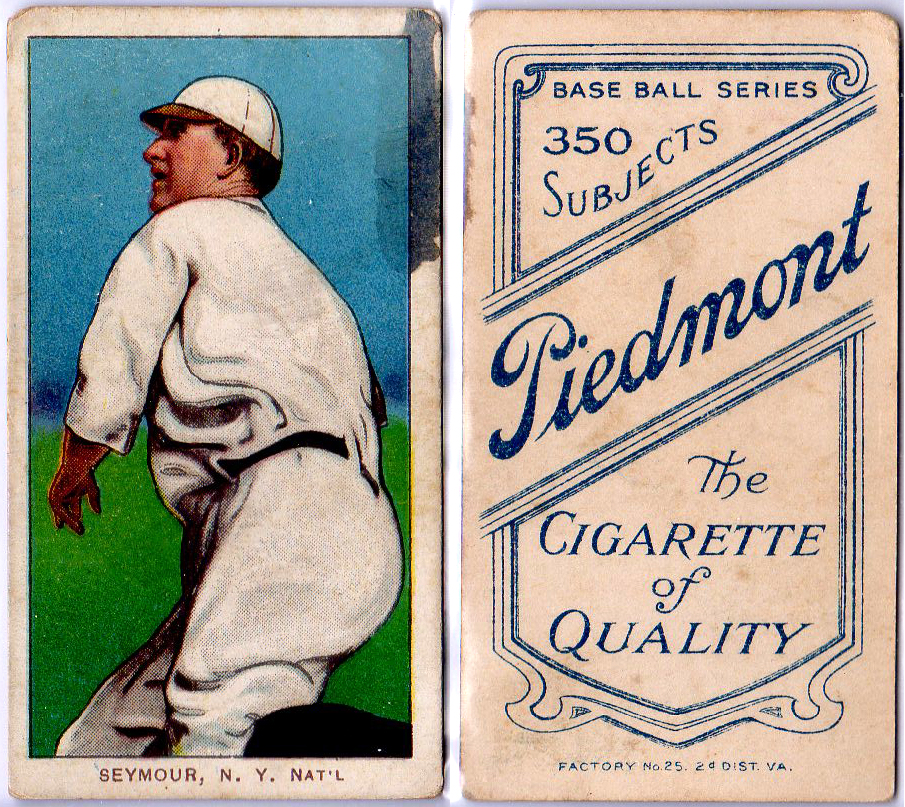 SEYMOUR, N. Y. NAT'L
BASE BALL SERIES
350
SUBJECTS
Piedmont
The
CIGARETTE
of
QUALITY
FACTORY No. 25. 2d DIST. VA.